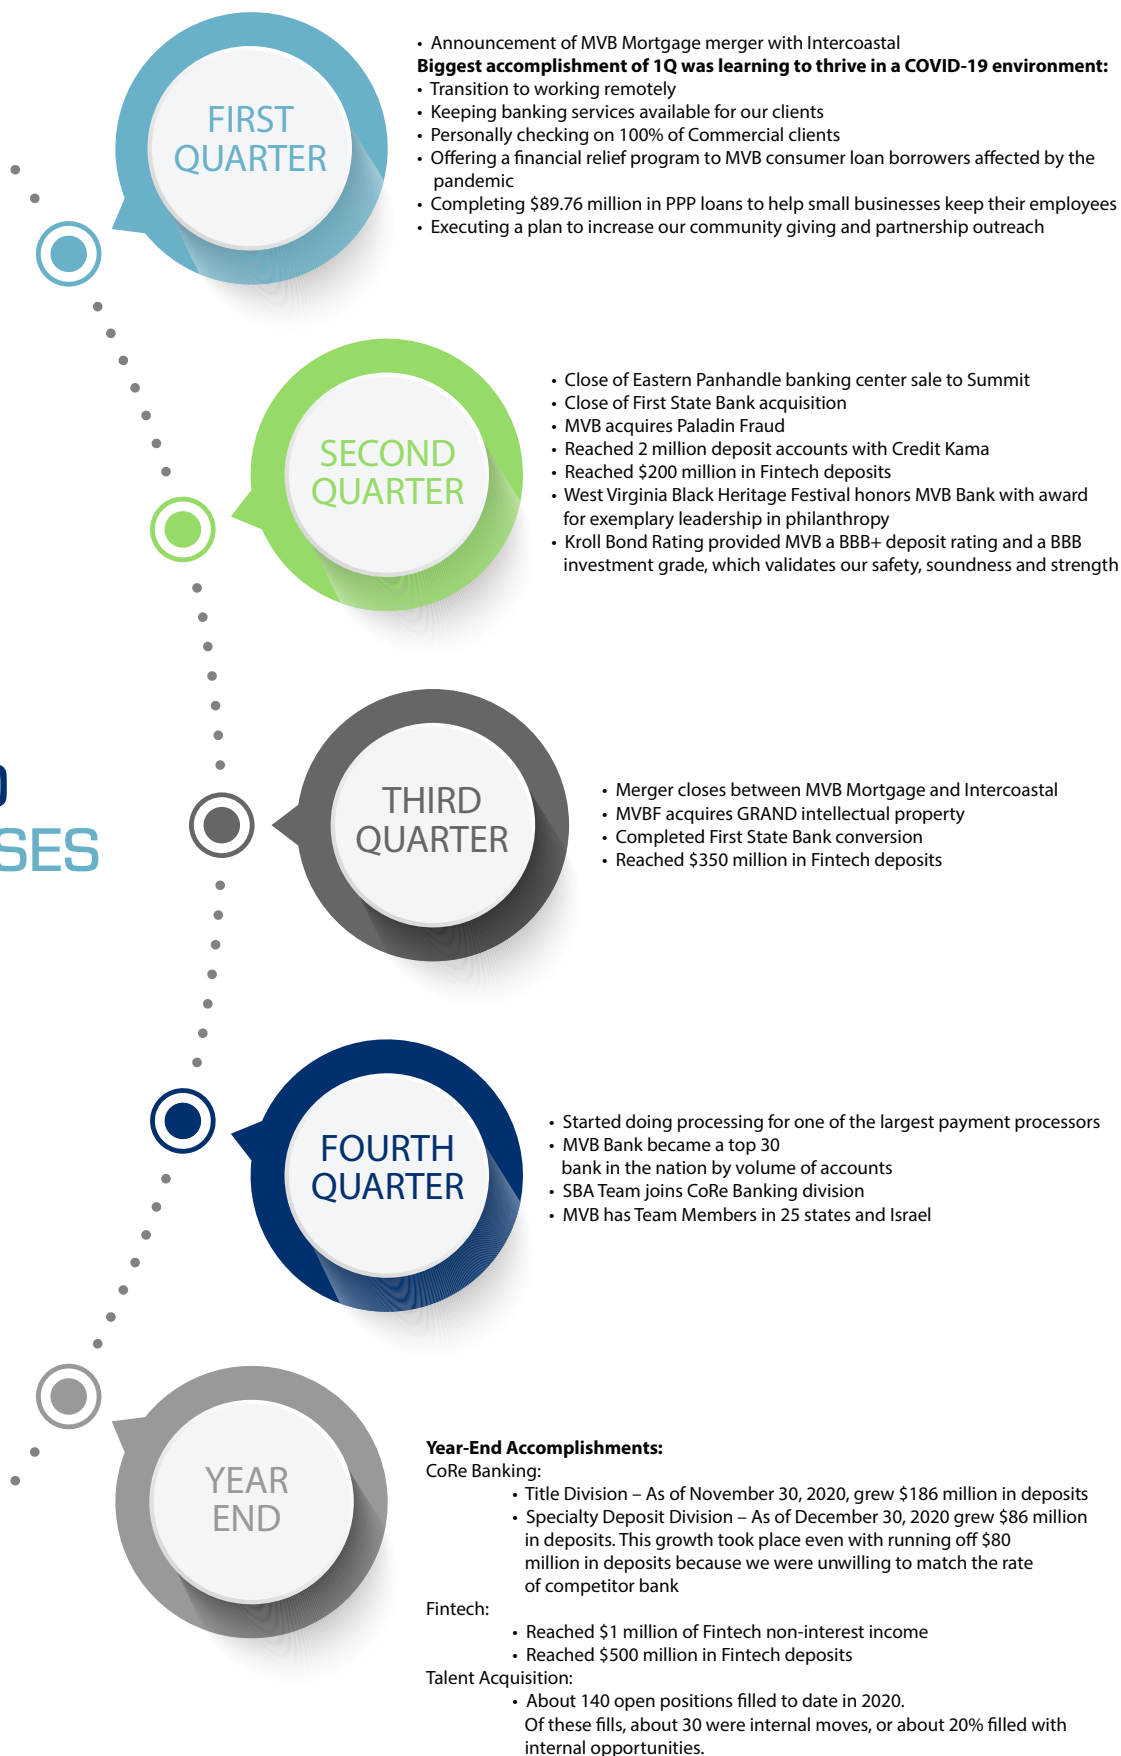 FIRST
QUARTER
• Announcement of MVB Mortgage merger with Intercoastal
Biggest accomplishment of 1Q was learning to thrive in a COVID-19 environment:
• Transition to working remotely
• Keeping banking services available for our clients
• Personally checking on 100% of Commercial clients
• Offering a financial relief program to MVB consumer loan borrowers affected by the
pandemic
• Completing $89.76 million in PPP loans to help small businesses keep their employees
• Executing a plan to increase our community giving and partnership outreach
SECOND
QUARTER
• Close of Eastern Panhandle banking center sale to Summit
• Close of First State Bank acquisition
• MVB acquires Paladin Fraud
• Reached 2 million deposit accounts with Credit Kama
• Reached $200 million in Fintech deposits
• West Virginia Black Heritage Festival honors MVB Bank with award
for exemplary leadership in philanthropy
• Kroll Bond Rating provided MVB a BBB+ deposit rating and a BBB
investment grade, which validates our safety, soundness and strength
SES
THIRD
QUARTER
• Merger closes between MVB Mortgage and Intercoastal
• MVBF acquires GRAND intellectual property
• Completed First State Bank conversion
• Reached $350 million in Fintech deposits
FOURTH
QUARTER
• Started doing processing for one of the largest payment processors
• MVB Bank became a top 30
bank in the nation by volume of accounts
• SBA Team joins CoRe Banking division
• MVB has Team Members in 25 states and Israel
YEAR
END
Year-End Accomplishments:
CoRe Banking:
• Title Division – As of November 30, 2020, grew $186 million in deposits
• Specialty Deposit Division – As of December 30, 2020 grew $86 million
in deposits. This growth took place even with running off $80
million in deposits because we were unwilling to match the rate
of competitor bank
Fintech:
• Reached $1 million of Fintech non-interest income
• Reached $500 million in Fintech deposits
Talent Acquisition:
• About 140 open positions filled to date in 2020.
Of these fills, about 30 were internal moves, or about 20% filled with
internal opportunities.